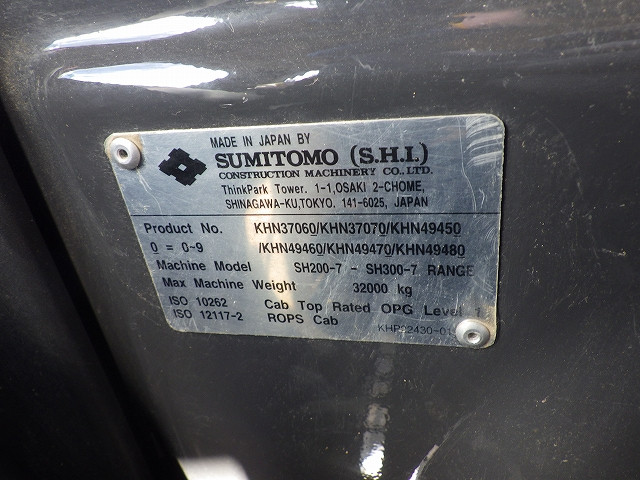 MADE IN JAPAN BY
SUMITOMO (S.H.I.)
CONSTRUCTION MACHINERY CO., LTD.
ThinkPark Tower. 1-1, OSAKI 2-CHOME,
SHINAGAWA-KU, TOKYO. 141-6025, JAPAN
Product No. KHN37060/KHN37070/KHN49450
0 = 0~9 /KHN49460/KHN49470/KHN49480
Machine Model SH200-7 - SH300-7 RANGE
Max Machine Weight 32000 kg
ISO 10262 Cab Top Rated OPG Level 1
ISO 12117-2 ROPS Cab